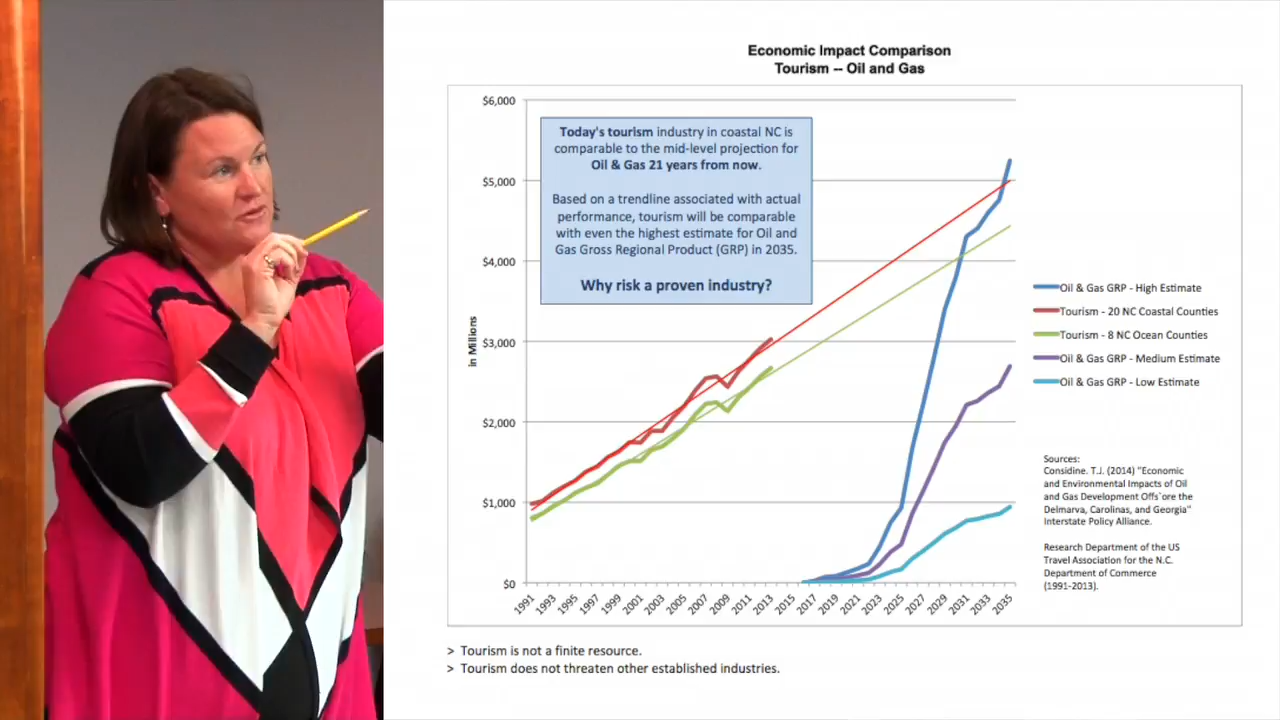 Economic Impact Comparison
Tourism -- Oil and Gas
$6,000
$5,000
$4,000
$3,000
$2,000
$1,000
$0
in Millions
Today's tourism industry in coastal NC is
comparable to the mid-level projection for
Oil & Gas 21 years from now.
Based on a trendline associated with actual
performance, tourism will be comparable
with even the highest estimate for Oil and
Gas Gross Regional Product (GRP) in 2035.
Why risk a proven industry?
Oil & Gas GRP - High Estimate
Tourism - 20 NC Coastal Counties
Tourism - 8 NC Ocean Counties
Oil & Gas GRP - Medium Estimate
Oil & Gas GRP - Low Estimate
Sources:
Considine. T.J. (2014) "Economic
and Environmental Impacts of Oil
and Gas Development Offs`ore the
Delmarva, Carolinas, and Georgia"
Interstate Policy Alliance.
Research Department of the US
Travel Association for the N.C.
Department of Commerce
(1991-2013).
1991 1993 1995 1997 1999 2001 2003 2005 2007 2009 2011 2013 2015 2017 2019 2021 2023 2025 2027 2029 2031 2033 2035
> Tourism is not a finite resource.
> Tourism does not threaten other established industries.